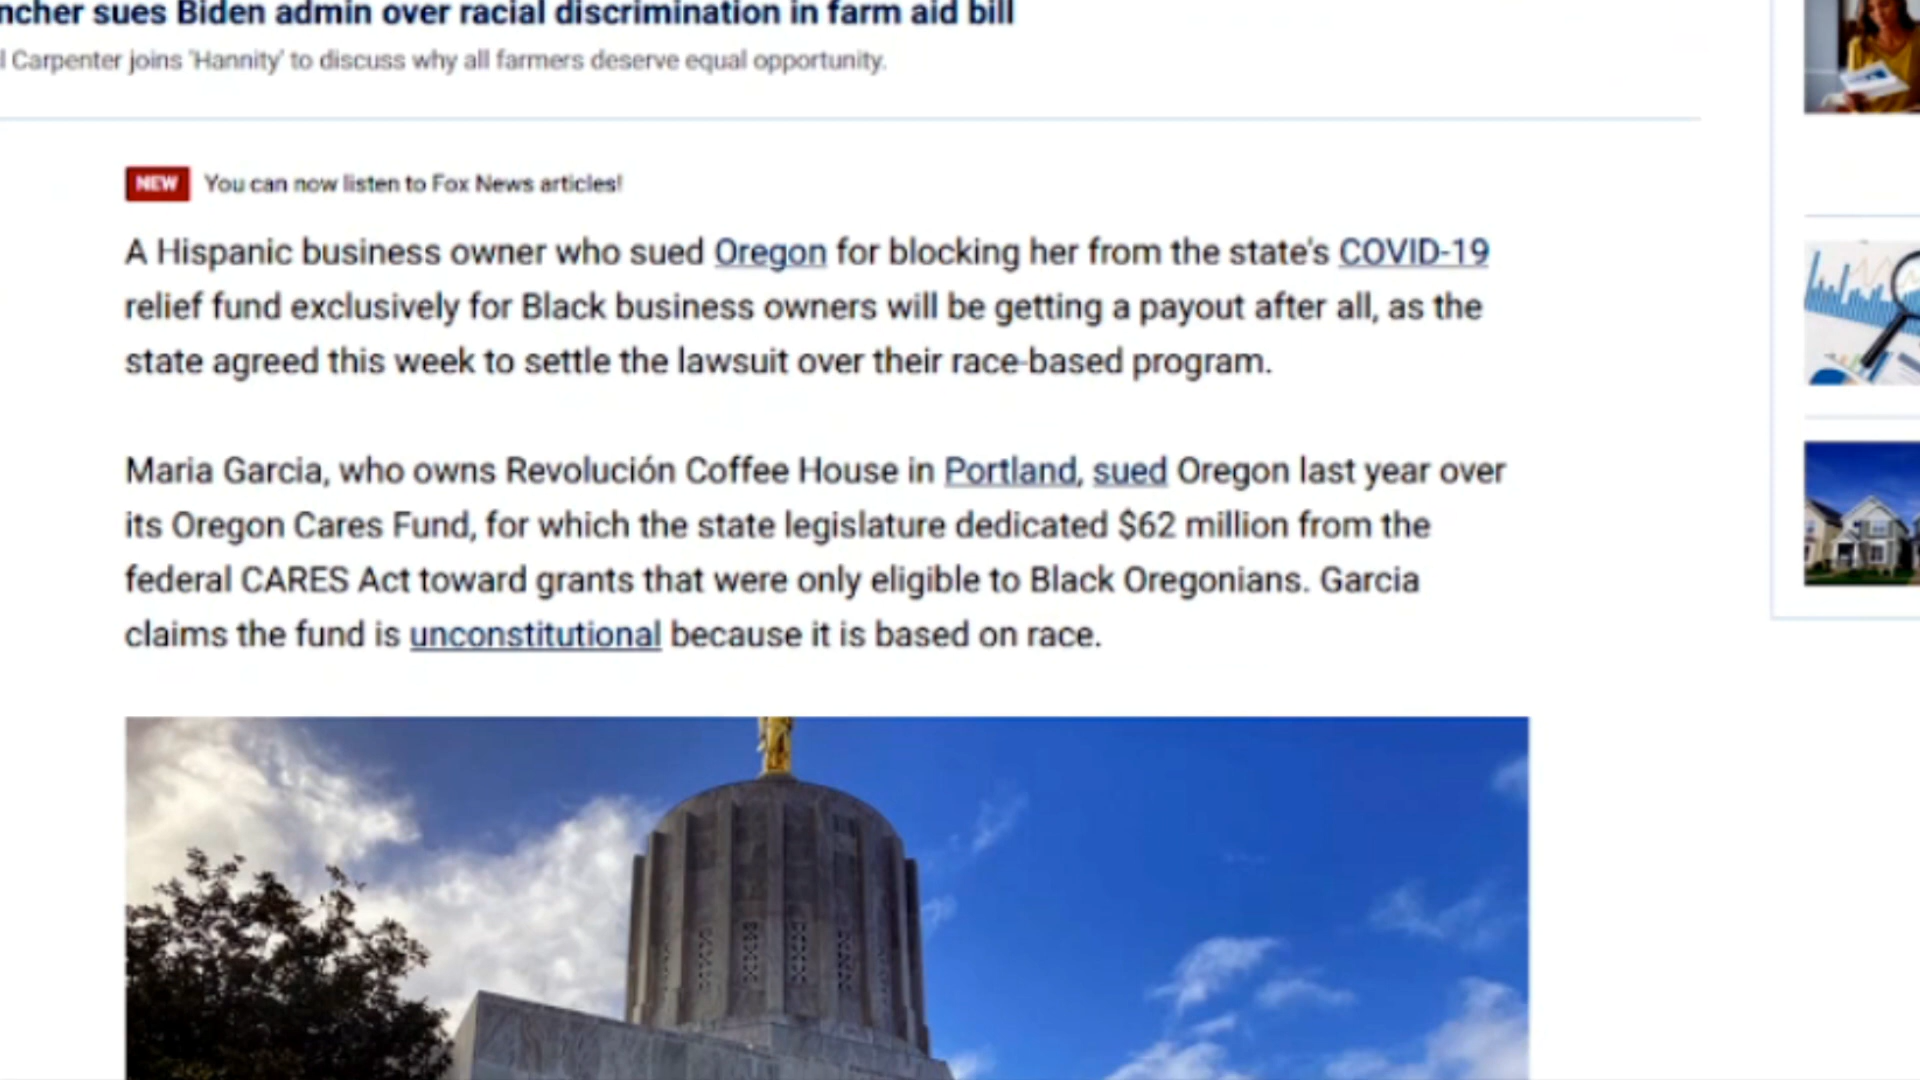 sues Biden admin over racial discrimination in farm aid bill
Carpenter joins 'Hannity' to discuss why all farmers deserve equal opportunity.
NEW You can now listen to Fox News articles!
A Hispanic business owner who sued Oregon for blocking her from the state's COVID-19
relief fund exclusively for Black business owners will be getting a payout after all, as the
state agreed this week to settle the lawsuit over their race-based program.
Maria Garcia, who owns Revolución Coffee House in Portland, sued Oregon last year over
its Oregon Cares Fund, for which the state legislature dedicated $62 million from the
federal CARES Act toward grants that were only eligible to Black Oregonians. Garcia
claims the fund is unconstitutional because it is based on race.